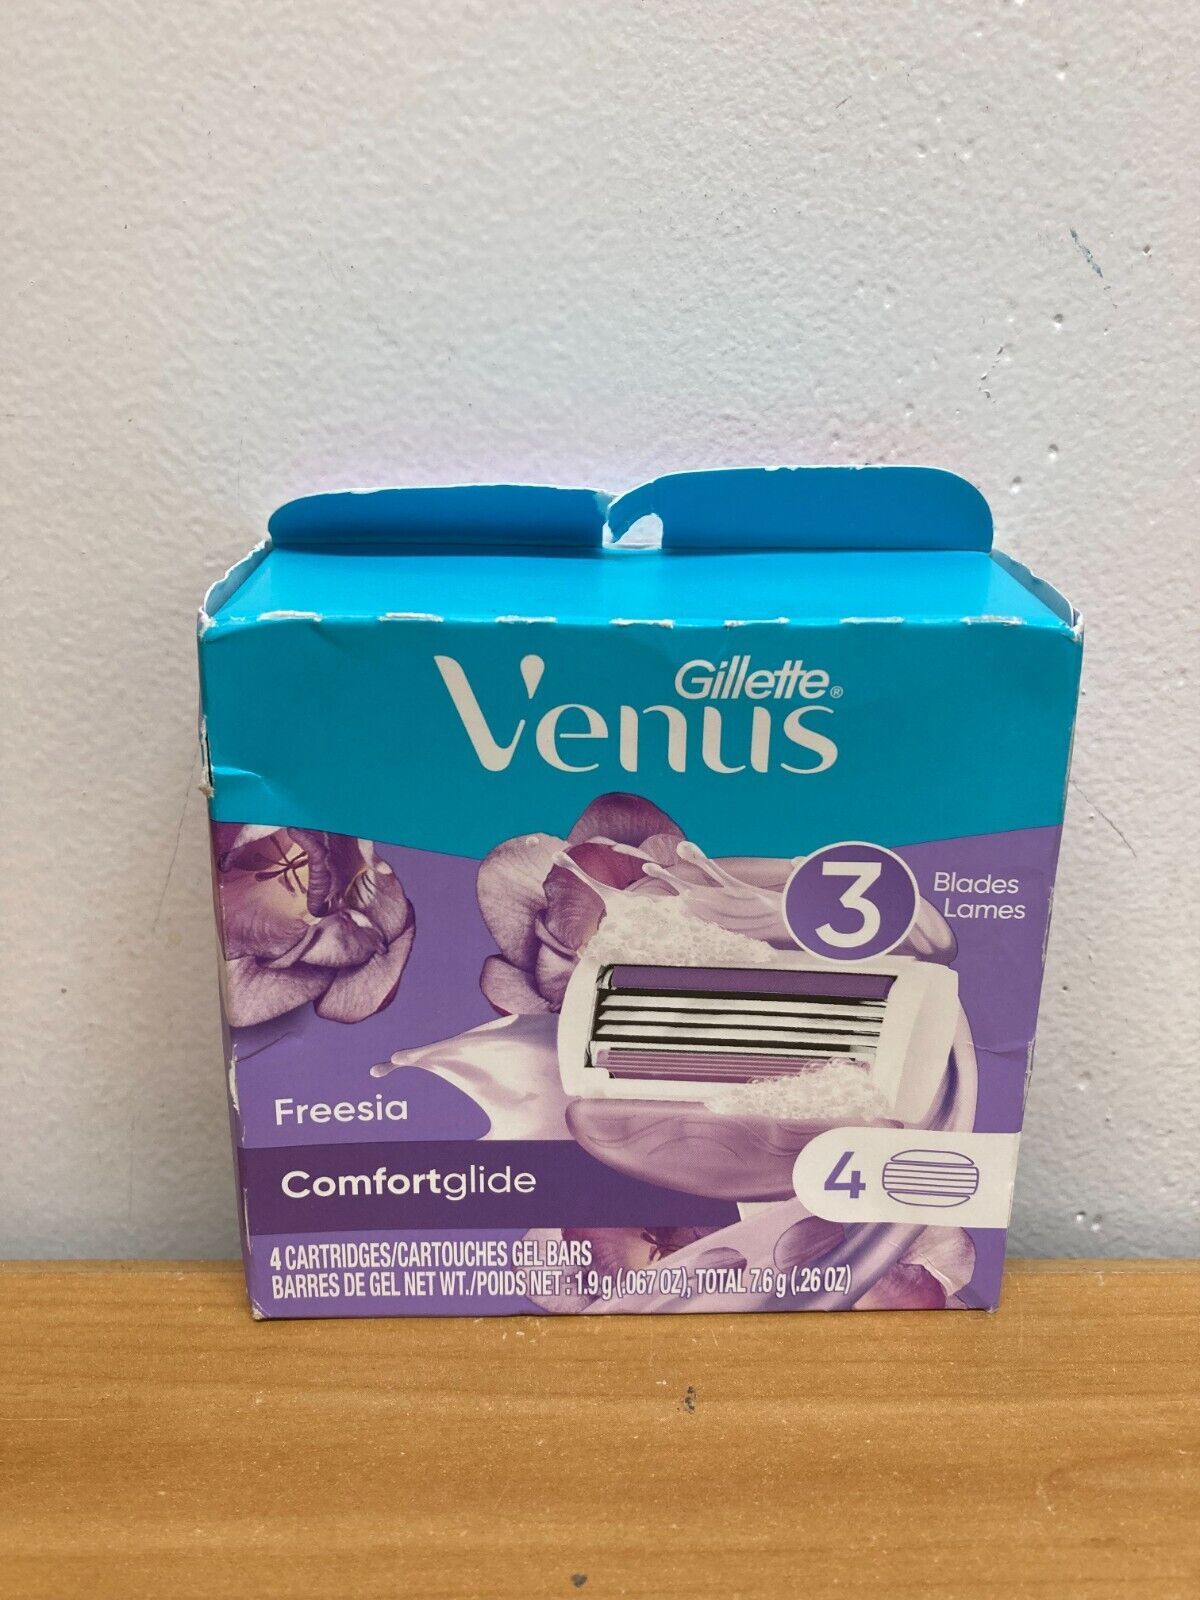 Gillette®
Venus
3
Blades
Lames
Freesia
Comfortglide
4
4 CARTRIDGES/CARTOUCHES GEL BARS
BARRES DE GEL NET WT./POIDS NET : 1.9 g (.067 OZ), TOTAL 7.6 g (.26 OZ)